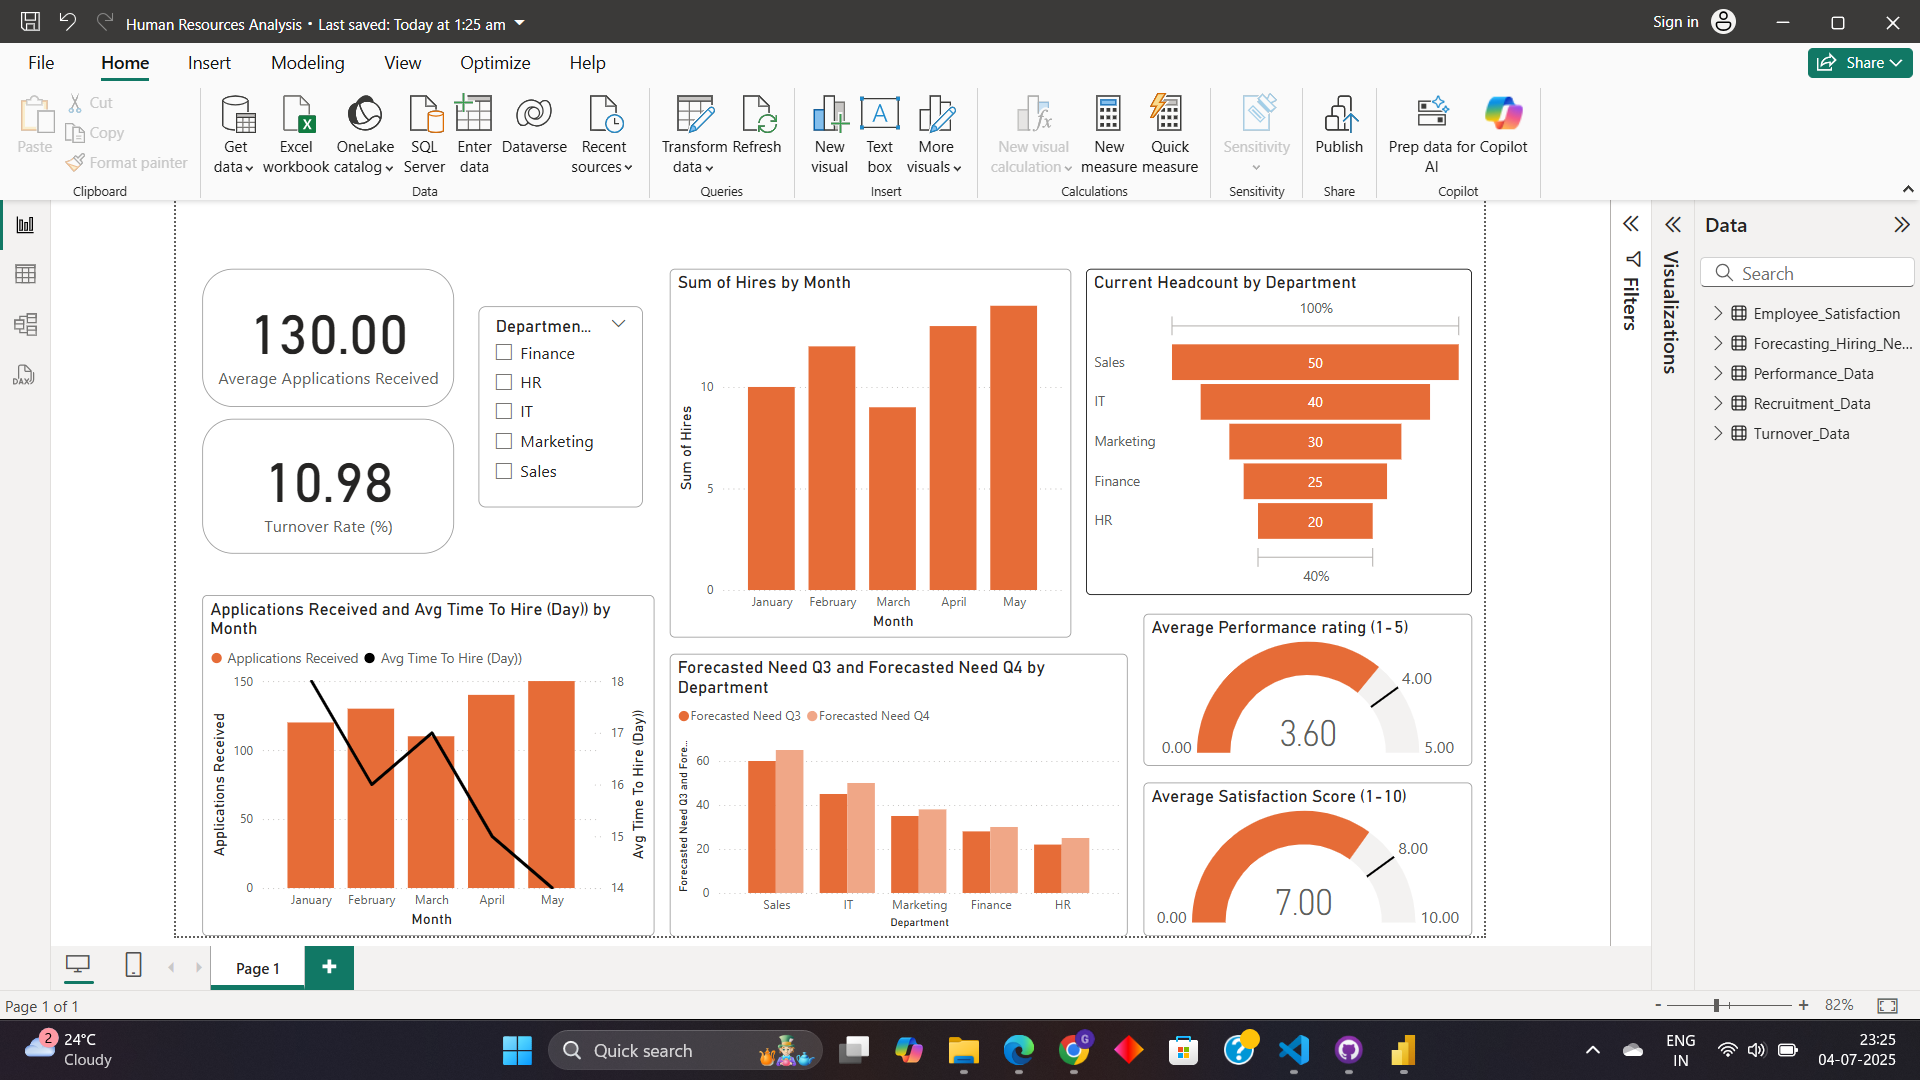 Human Resources Analysis • Last saved: Today at 1:25 am
Sign in
File
Home
Insert
Modeling
View
Optimize
Help
Share
Paste
Cut
Copy
Format painter
Clipboard
Get data
Excel workbook
OneLake catalog
SQL Server
Enter data
Dataverse
Recent sources
Data
Transform data
Refresh
Queries
New visual
Text box
More visuals
Insert
New visual calculation
New measure
Quick measure
Calculations
Sensitivity
Sensitivity
Publish
Share
Prep data for AI
Copilot
Copilot
130.00
Average Applications Received
10.98
Turnover Rate (%)
Departmen...
Finance
HR
IT
Marketing
Sales
Sum of Hires by Month
Sum of Hires
10
5
0
January
February
March
April
May
Month
Current Headcount by Department
100%
Sales
50
IT
40
Marketing
30
Finance
25
HR
20
40%
Applications Received and Avg Time To Hire (Day)) by
Month
Applications Received
Avg Time To Hire (Day))
Applications Received
150
100
50
0
18
17
16
15
14
Avg Time To Hire (Day))
January
February
March
April
May
Month
Forecasted Need Q3 and Forecasted Need Q4 by
Department
Forecasted Need Q3
Forecasted Need Q4
Forecasted Need Q3 and Fore...
60
40
20
0
Sales
IT
Marketing
Finance
HR
Department
Average Performance rating (1-5)
4.00
3.60
0.00
5.00
Average Satisfaction Score (1-10)
8.00
7.00
0.00
10.00
Filters
Visualizations
Data
Search
Employee_Satisfaction
Forecasting_Hiring_Ne...
Performance_Data
Recruitment_Data
Turnover_Data
Page 1
Page 1 of 1
- + 82%
2
24°C
Cloudy
Quick search
G
ENG
IN
23:25
04-07-2025